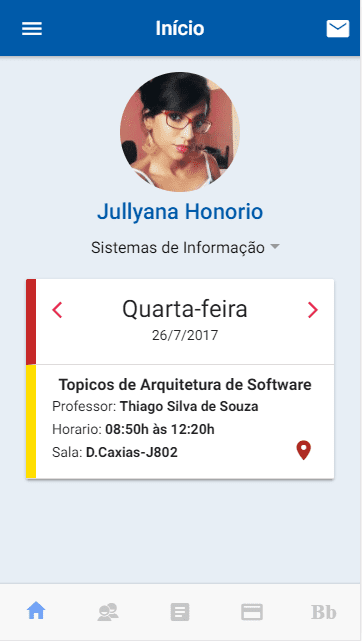 Início
Jullyana Honorio
Sistemas de Informação
Quarta-feira
26/7/2017
Topicos de Arquitetura de Software
Professor: Thiago Silva de Souza
Horario: 08:50h às 12:20h
Sala: D.Caxias-J802
Bb